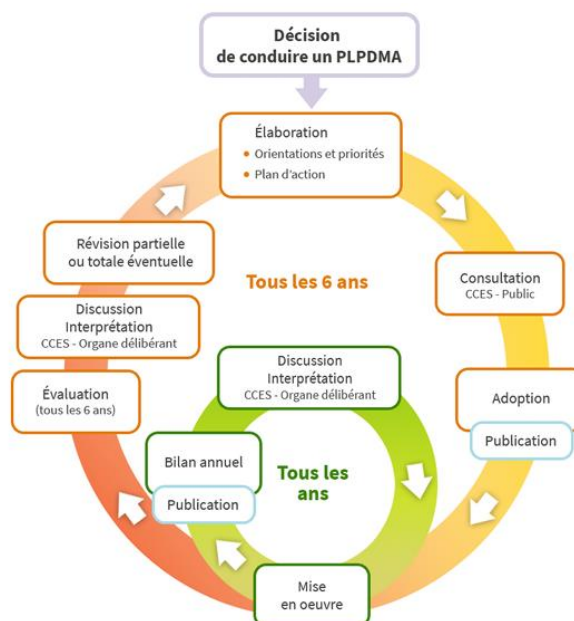 Décision
de conduire un PLPDMA
Élaboration
• Orientations et priorités
• Plan d'action
Consultation
CCES - Public
Adoption
Publication
Mise
en oeuvre
Tous les 6 ans
Révision partielle
ou totale éventuelle
Discussion
Interprétation
CCES - Organe délibérant
Évaluation
(tous les 6 ans)
Discussion
Interprétation
CCES - Organe délibérant
Bilan annuel
Publication
Tous les
ans